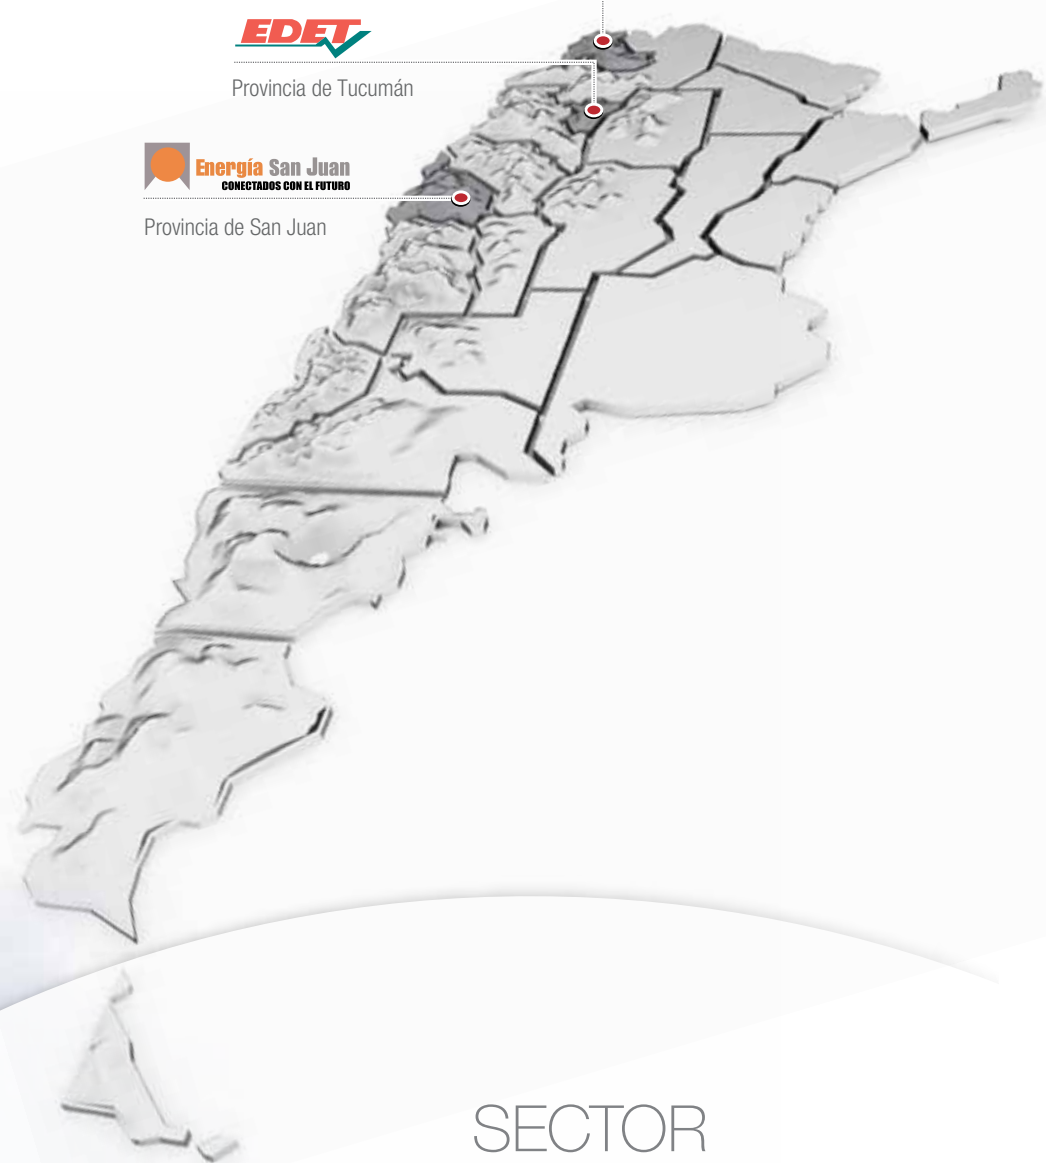 EDET
Provincia de Tucumán
Energía San Juan
CONECTADOS CON EL FUTURO
Provincia de San Juan
SECTOR